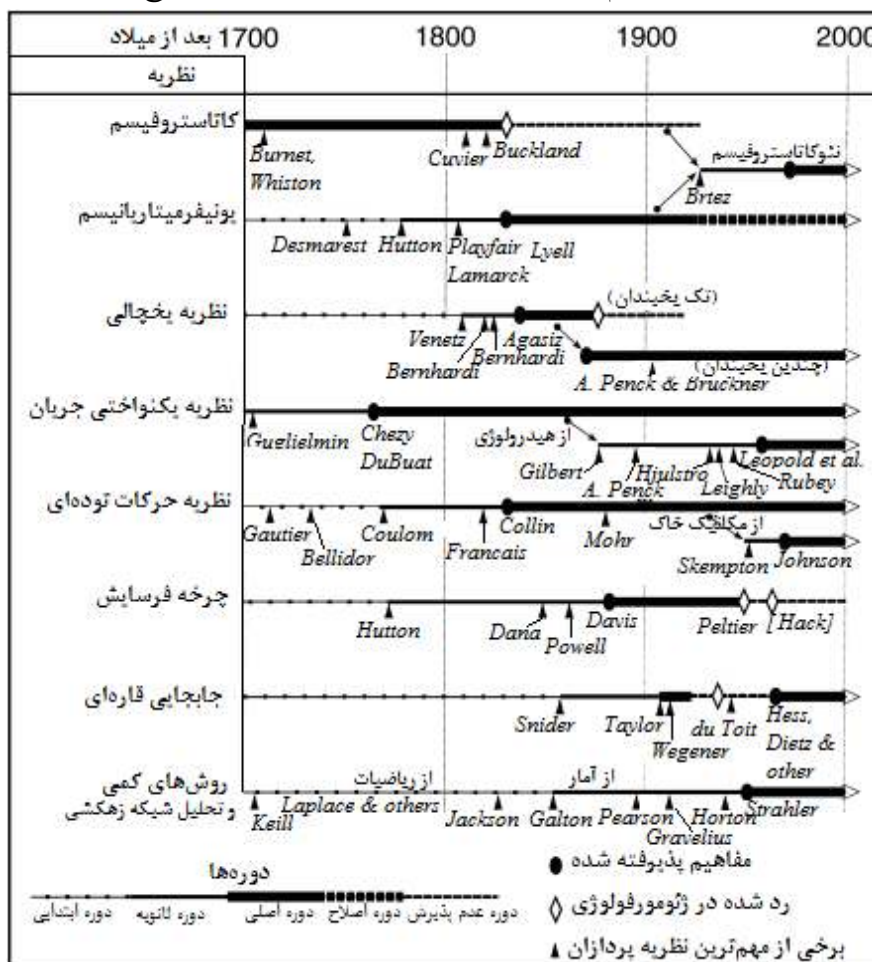 بعد از میلاد 1700 1800 1900 2000
نظریه
کاتاستروفیسم
Burnet,
Whiston
Cuvier
Buckland
نئوکاتاستروفیسم
Brtez
یونیفرمیتاریانیسم
Desmarest
Hutton
Playfair
Lamarck
Lyell
نظریه یخچالی
(تک یخبندان)
Venetz
Bernhardi
Bernhardi
Agasiz
(چندین یخبندان)
A. Penck & Bruckner
نظریه یکنواختی جریان
Guglielmin
Chezy
DuBuat
از هیدرولوژی
Gilbert
A. Penck
Hjulstro
Leighly
Rubey
Leopold et al.
نظریه حرکات توده‌ای
Gautier
Bellidor
Coulom
Francais
Collin
Mohr
از مکانیک خاک
Skempton
Johnson
چرخه فرسایش
Hutton
Dana
Powell
Davis
Peltier
[ Hack]
جابجایی قاره‌ای
Snider
Taylor
Wegener
du Toit
Hess,
Dietz &
other
روش‌های کمی
و تحلیل شبکه زهکشی
از ریاضیات
Laplace & others
Keill
Jackson
از آمار
Galton
Pearson
Gravelius
Horton
Strahler
دوره‌ها
دوره ابتدایی
دوره ثانویه
دوره اصلی
دوره اصلاح
دوره عدم پذیرش
مفاهیم پذیرفته شده
رد شده در ژئومورفولوژی
برخی از مهم‌ترین نظریه پردازان